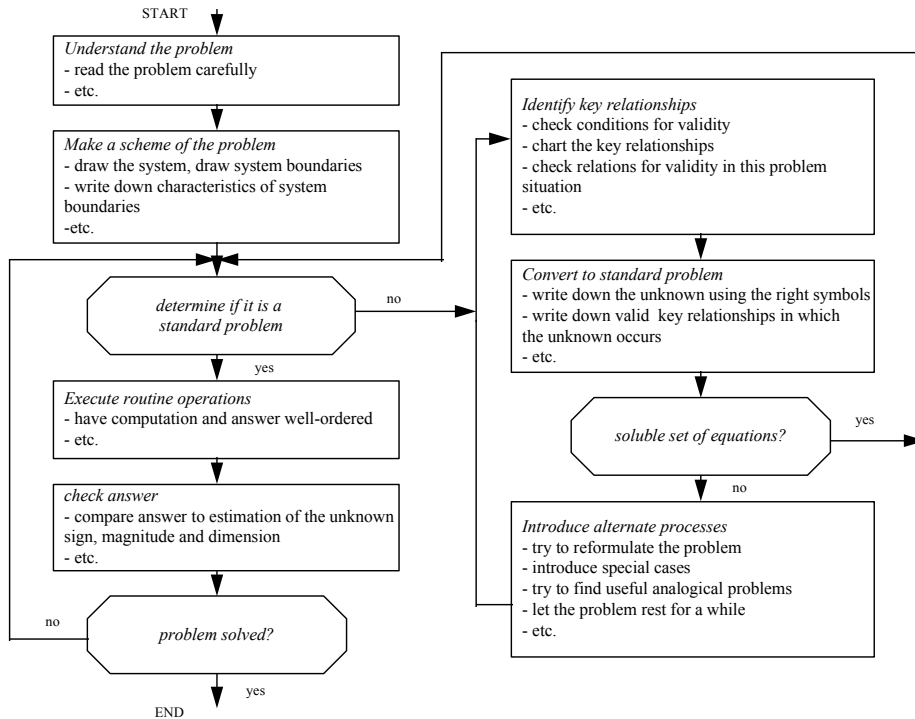 START
Understand the problem
- read the problem carefully
- etc.
Make a scheme of the problem
- draw the system, draw system boundaries
- write down characteristics of system
boundaries
-etc.
determine if it is a
standard problem
no
yes
Execute routine operations
- have computation and answer well-ordered
- etc.
check answer
- compare answer to estimation of the unknown
sign, magnitude and dimension
- etc.
no
problem solved?
yes
END
Identify key relationships
- check conditions for validity
- chart the key relationships
- check relations for validity in this problem
situation
- etc.
Convert to standard problem
- write down the unknown using the right symbols
- write down valid  key relationships in which
the unknown occurs
- etc.
soluble set of equations?
yes
no
Introduce alternate processes
- try to reformulate the problem
- introduce special cases
- try to find useful analogical problems
- let the problem rest for a while
- etc.